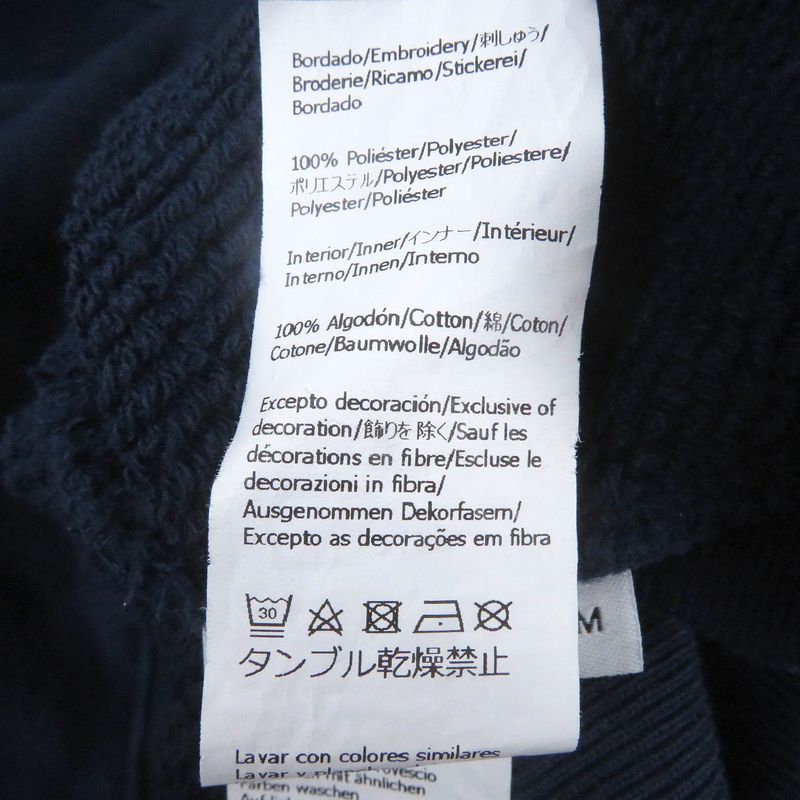 Bordado/Embroidery/刺しゅう/
Broderie/Ricamo/Stickerei/
Bordado
100% Poliéster/Polyester/
ポリエステル/Polyester/Poliestere/
Polyester/Poliéster
Interior/Inner/インナー/Intérieur/
Interno/Innen/Interno
100% Algodón/Cotton/綿/Coton/
Cotone/Baumwolle/Algodão
Excepto decoración/Exclusive of
decoration/飾りを除く/Sauf les
décorations en fibre/Escluse le
decorazioni in fibra/
Ausgenommen Dekorfasern/
Excepto as decorações em fibra
30
M
タンブル乾燥禁止
Lavar con colores similares
Lavar
ähnlichen
Farben waschen